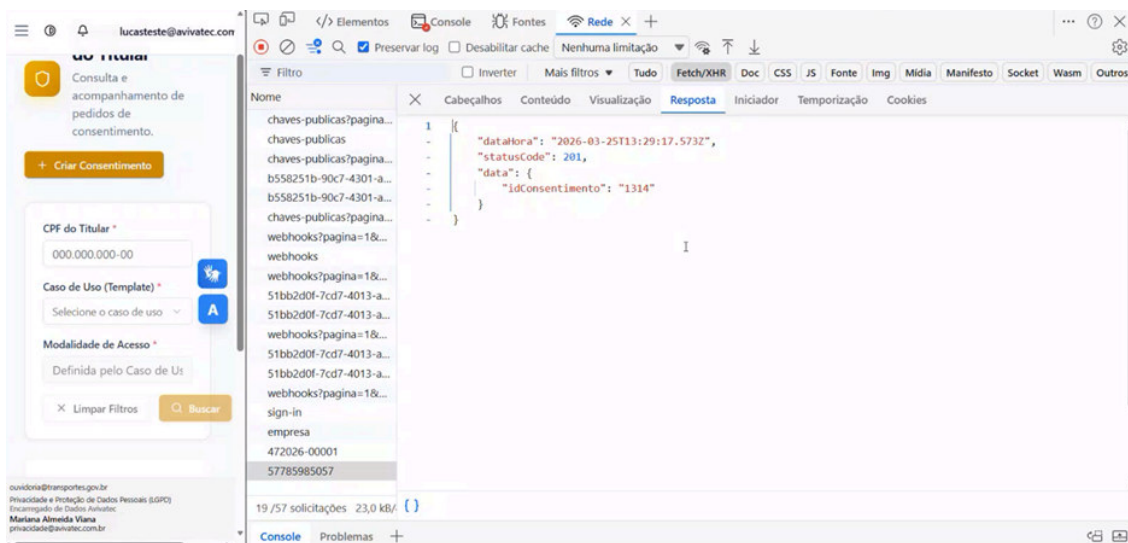 lucasteste@avivatec.com
do Titular
Consulta e
acompanhamento de
pedidos de
consentimento.
+ Criar Consentimento
CPF do Titular *
000.000.000-00
Caso de Uso (Template) *
Selecione o caso de uso
A
Modalidade de Acesso *
Definida pelo Caso de Us
× Limpar Filtros
Buscar
ouvidoria@transportes.gov.br
Privacidade e Proteção de Dados Pessoais (LGPD)
Encarregado de Dados Avivatec
Mariana Almeida Viana
privacidade@avivatec.com.br
</> Elementos
Console
Fontes
Rede
Preservar log
Desabilitar cache
Nenhuma limitação
Filtro
Inverter
Mais filtros
Tudo
Fetch/XHR
Doc
CSS
JS
Fonte
Img
Mídia
Manifesto
Socket
Wasm
Outros
Nome
chaves-publicas?pagina...
chaves-publicas
chaves-publicas?pagina...
b558251b-90c7-4301-a...
b558251b-90c7-4301-a...
chaves-publicas?pagina...
webhooks?pagina=1&...
webhooks
webhooks?pagina=1&...
51bb2d0f-7cd7-4013-a...
51bb2d0f-7cd7-4013-a...
webhooks?pagina=1&...
51bb2d0f-7cd7-4013-a...
51bb2d0f-7cd7-4013-a...
webhooks?pagina=1&...
sign-in
empresa
472026-00001
57785985057
19 /57 solicitações 23,0 kB/
Cabeçalhos
Conteúdo
Visualização
Resposta
Iniciador
Temporização
Cookies
1 {
- "dataHora": "2026-03-25T13:29:17.573Z",
- "statusCode": 201,
- "data": {
- "idConsentimento": "1314"
- }
- }
{ }
Console
Problemas